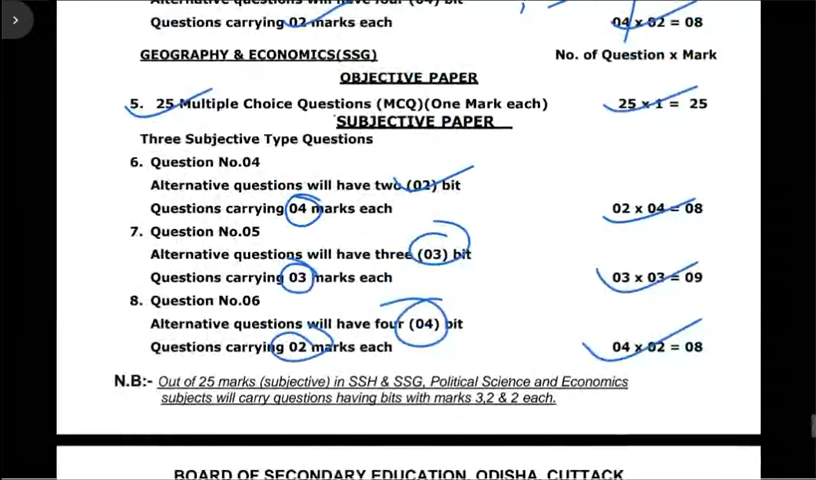 Questions carrying 02 marks each 04 x 02 = 08
GEOGRAPHY & ECONOMICS(SSG) No. of Question x Mark
OBJECTIVE PAPER
5. 25 Multiple Choice Questions (MCQ)(One Mark each) 25 x 1 = 25
SUBJECTIVE PAPER
Three Subjective Type Questions
6. Question No.04
Alternative questions will have two (02) bit
Questions carrying 04 marks each 02 x 04 = 08
7. Question No.05
Alternative questions will have three (03) bit
Questions carrying 03 marks each 03 x 03 = 09
8. Question No.06
Alternative questions will have four (04) bit
Questions carrying 02 marks each 04 x 02 = 08
N.B:- Out of 25 marks (subjective) in SSH & SSG, Political Science and Economics
subjects will carry questions having bits with marks 3,2 & 2 each.
BOARD OF SECONDARY EDUCATION, ODISHA, CUTTACK